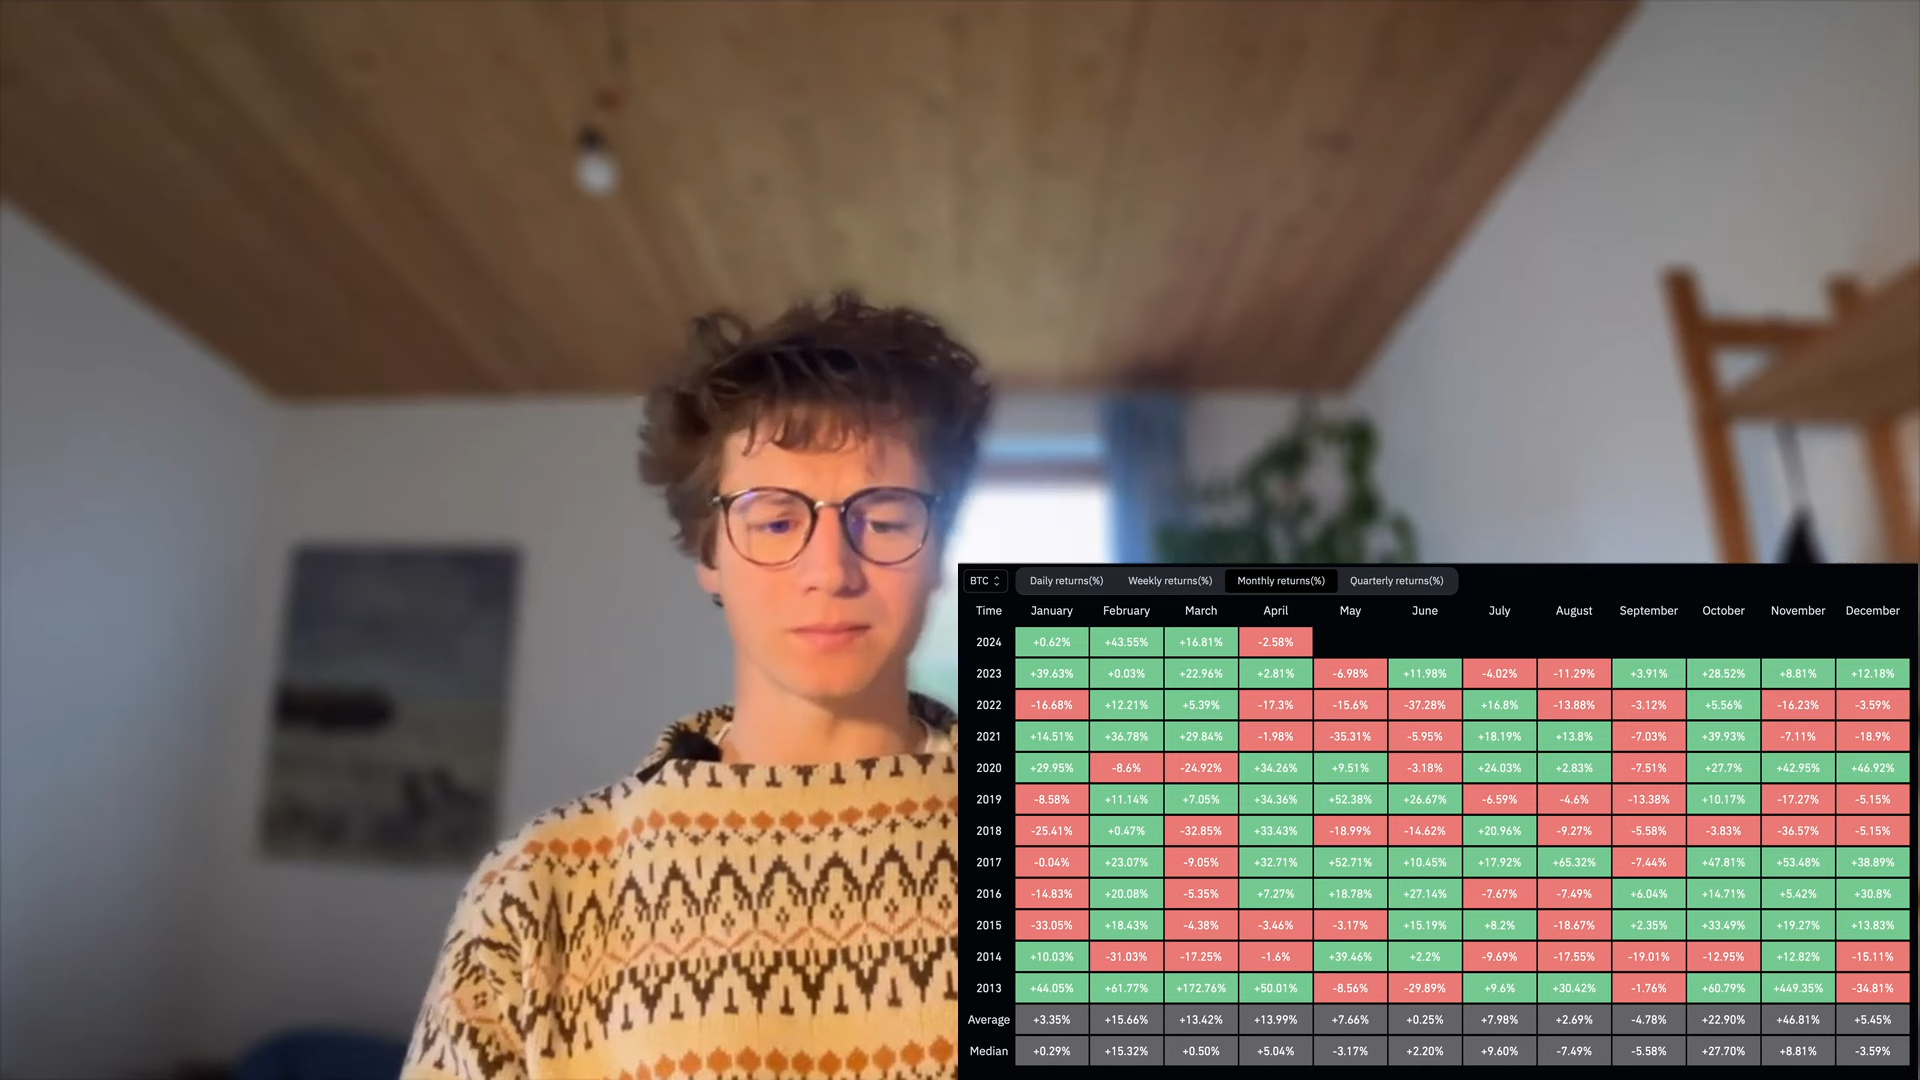 BTC Daily returns(%) Weekly returns(%) Monthly returns(%) Quarterly returns(%)
Time January February March April May June July August September October November December
2024 +0.62% +43.55% +16.81% -2.58%
2023 +39.63% +0.03% +22.96% +2.81% -6.98% +11.98% -4.02% -11.29% +3.91% +28.52% +8.81% +12.18%
2022 -16.68% +12.21% +5.39% -17.3% -15.6% -37.28% +16.8% -13.88% -3.12% +5.56% -16.23% -3.59%
2021 +14.51% +36.78% +29.84% -1.98% -35.31% -5.95% +18.19% +13.8% -7.03% +39.93% -7.11% -18.9%
2020 +29.95% -8.6% -24.92% +34.26% +9.51% -3.18% +24.03% +2.83% -7.51% +27.7% +42.95% +46.92%
2019 -8.58% +11.14% +7.05% +34.36% +52.38% +26.67% -6.59% -4.6% -13.38% +10.17% -17.27% -5.15%
2018 -25.41% +0.47% -32.85% +33.43% -18.99% -14.62% +20.96% -9.27% -5.58% -3.83% -36.57% -5.15%
2017 -0.04% +23.07% -9.05% +32.71% +52.71% +10.45% +17.92% +65.32% -7.44% +47.81% +53.48% +38.89%
2016 -14.83% +20.08% -5.35% +7.27% +18.78% +27.14% -7.67% -7.49% +6.04% +14.71% +5.42% +30.8%
2015 -33.05% +18.43% -4.38% -3.46% -3.17% +15.19% +8.2% -18.67% +2.35% +33.49% +19.27% +13.83%
2014 +10.03% -31.03% -17.25% -1.6% +39.46% +2.2% -9.69% -17.55% -19.01% -12.95% +12.82% -15.11%
2013 +44.05% +61.77% +172.76% +50.01% -8.56% -29.89% +9.6% +30.42% -1.76% +60.79% +449.35% -34.81%
Average +3.35% +15.66% +13.42% +13.99% +7.66% +0.25% +7.98% +2.69% -4.78% +22.90% +46.81% +5.45%
Median +0.29% +15.32% +0.50% +5.04% -3.17% +2.20% +9.60% -7.49% -5.58% +27.70% +8.81% -3.59%